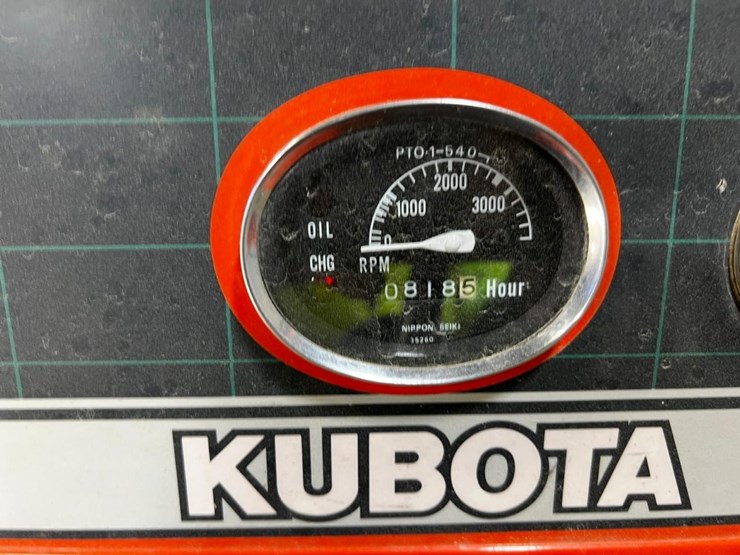 PTO-1-540
2000
1000 3000
OIL
0
CHG RPM
08185 Hour
NIPPON SEIKI
15260
KUBOTA